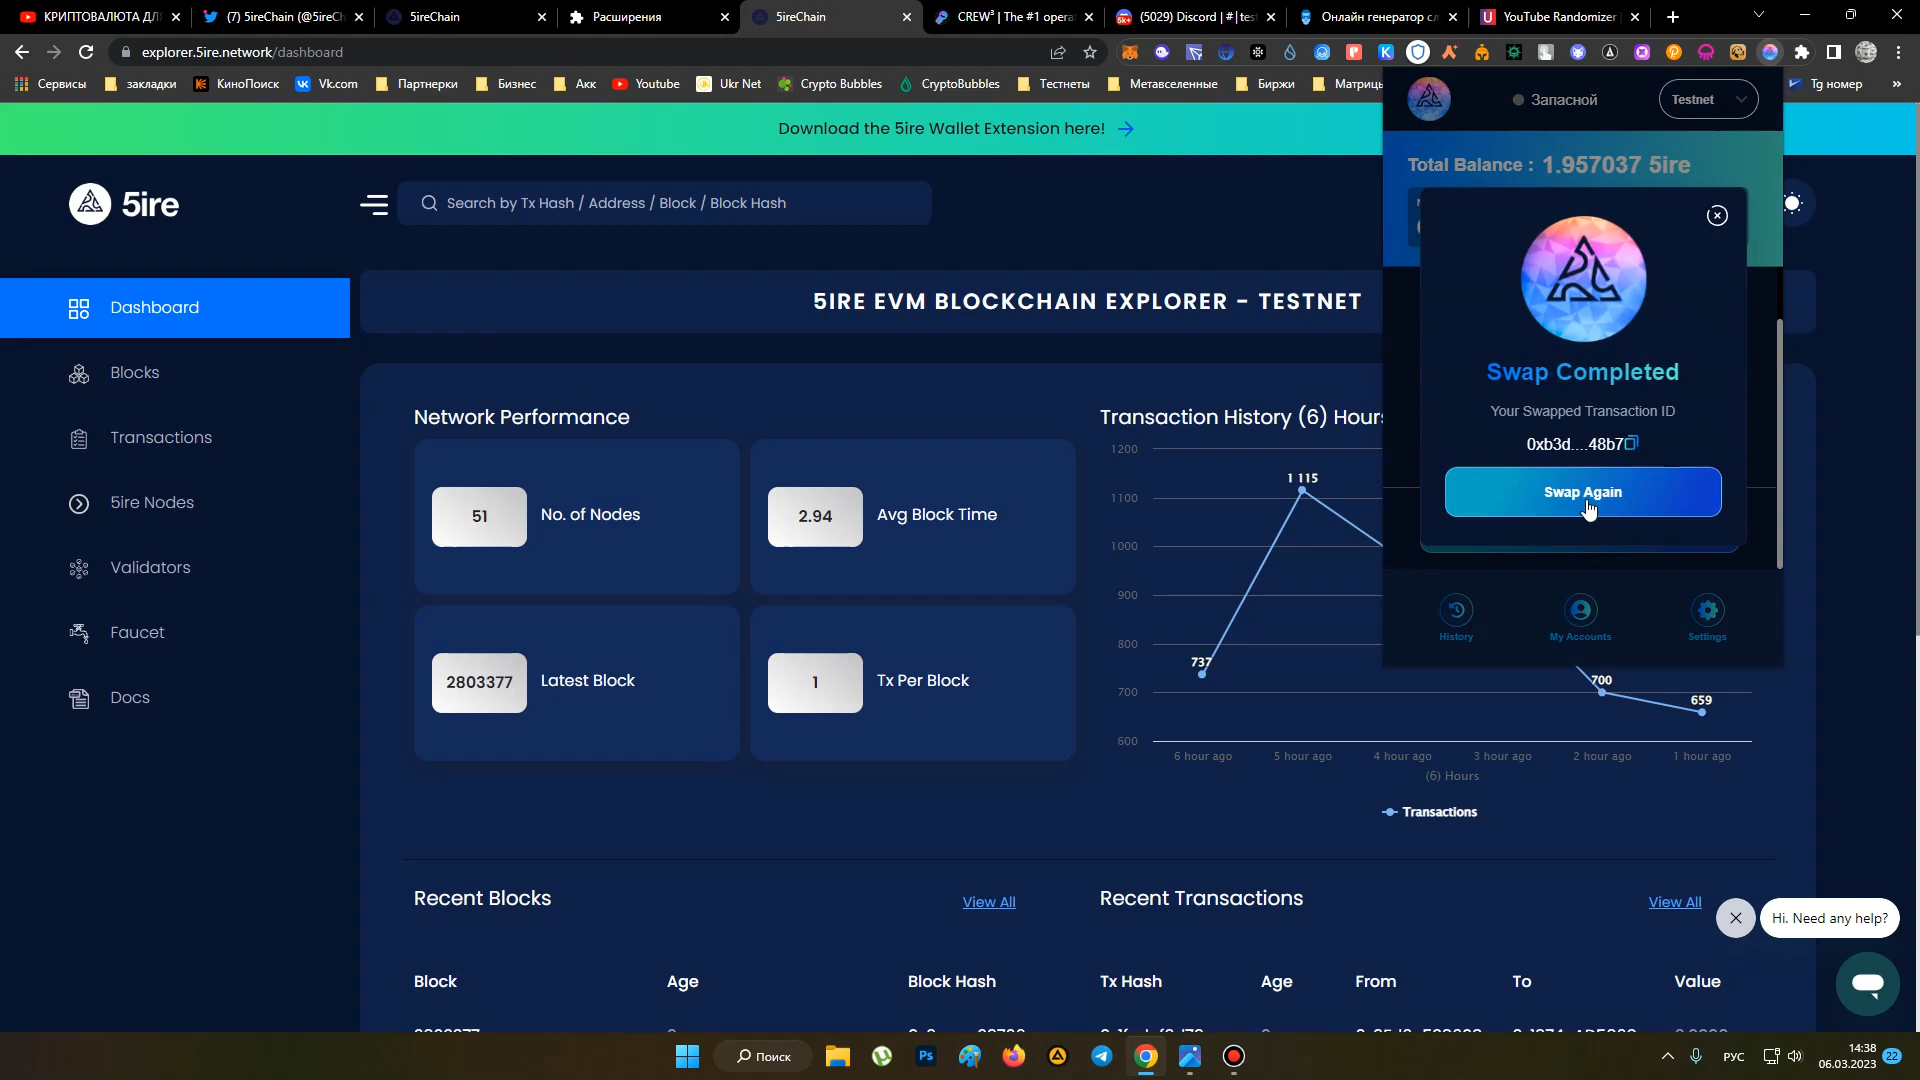 КРИПТОВАЛЮТА ДЛ
(7) 5ireChain (@5ireCh
5ireChain
Расширения
5ireChain
CREW³ | The #1 opera
(5029) Discord | #| test
Онлайн генератор сл
YouTube Randomizer
explorer.5ire.network/dashboard
Сервисы
закладки
КиноПоиск
Vk.com
Партнерки
Бизнес
Акк
Youtube
Ukr Net
Crypto Bubbles
CryptoBubbles
Тестнеты
Метавселенные
Биржи
Матриць
Tg номер
»
Download the 5ire Wallet Extension here!
Запасной
Testnet
Total Balance : 1.957037 5ire
5ire
Search by Tx Hash / Address / Block / Block Hash
5IRE EVM BLOCKCHAIN EXPLORER - TESTNET
Dashboard
Blocks
Transactions
5ire Nodes
Validators
Faucet
Docs
Network Performance
51
No. of Nodes
2.94
Avg Block Time
2803377
Latest Block
1
Tx Per Block
Transaction History (6) Hours
1200
1100
1000
900
800
700
600
737
1 115
700
659
6 hour ago
5 hour ago
4 hour ago
3 hour ago
2 hour ago
1 hour ago
(6) Hours
Transactions
Swap Completed
Your Swapped Transaction ID
0xb3d....48b7
Swap Again
History
My Accounts
Settings
Recent Blocks
View All
Recent Transactions
View All
Hi. Need any help?
Block
Age
Block Hash
Tx Hash
Age
From
To
Value
Поиск
РУС
14:38
06.03.2023
22